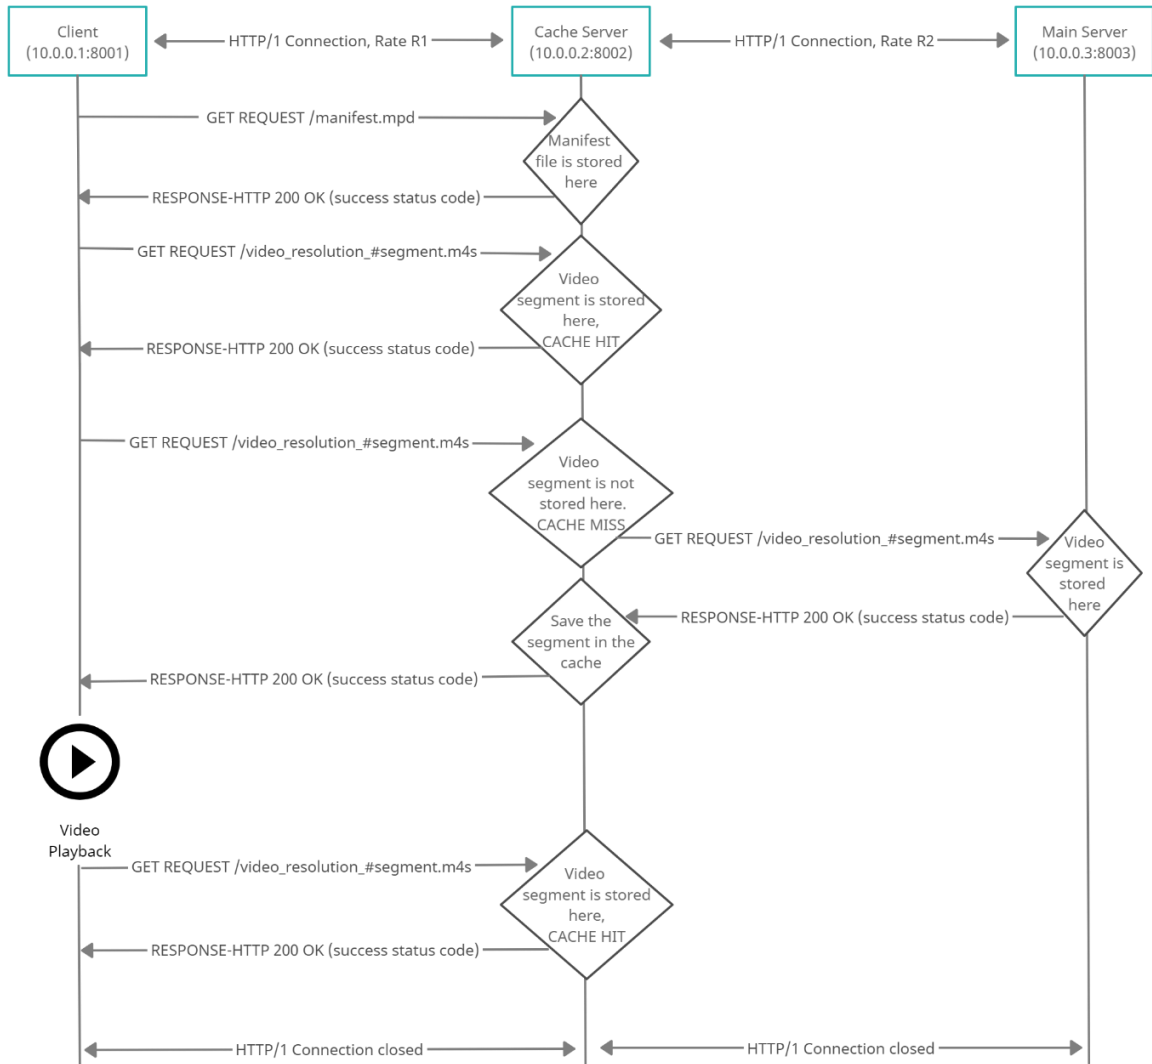 Client
(10.0.0.1:8001)
HTTP/1 Connection, Rate R1
Cache Server
(10.0.0.2:8002)
HTTP/1 Connection, Rate R2
Main Server
(10.0.0.3:8003)
GET REQUEST /manifest.mpd
Manifest
file is stored
here
RESPONSE-HTTP 200 OK (success status code)
GET REQUEST /video_resolution_#segment.m4s
Video
segment is stored
here,
CACHE HIT
RESPONSE-HTTP 200 OK (success status code)
GET REQUEST /video_resolution_#segment.m4s
Video
segment is not
stored here.
CACHE MISS
GET REQUEST /video_resolution_#segment.m4s
Video
segment is
stored
here
RESPONSE-HTTP 200 OK (success status code)
Save the
segment in the
cache
RESPONSE-HTTP 200 OK (success status code)
Video
Playback
GET REQUEST /video_resolution_#segment.m4s
Video
segment is stored
here,
CACHE HIT
RESPONSE-HTTP 200 OK (success status code)
HTTP/1 Connection closed
HTTP/1 Connection closed